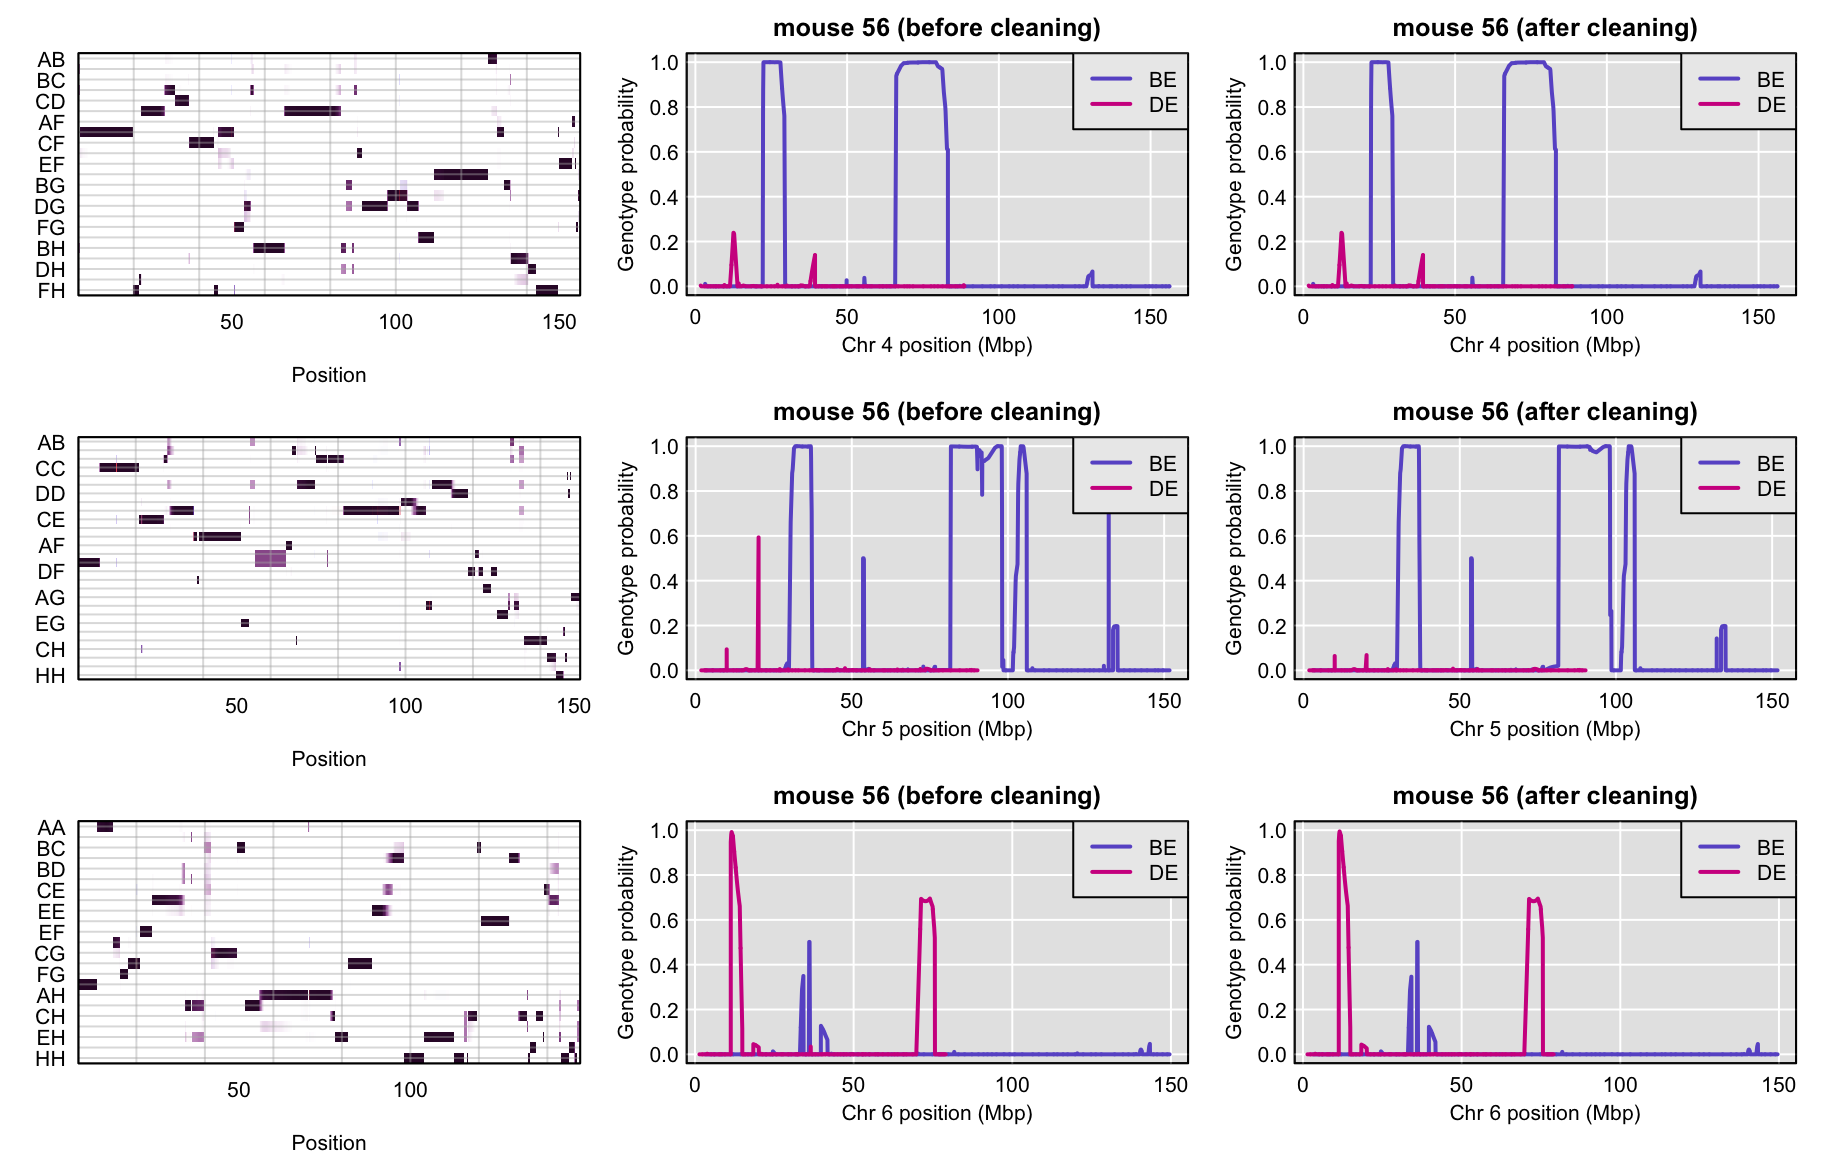 mouse 56 (before cleaning)
mouse 56 (after cleaning)
AB
BC
CD
AF
CF
EF
BG
DG
FG
BH
DH
FH
50
100
150
Position
Genotype probability
1.0
0.8
0.6
0.4
0.2
0.0
0
50
100
150
Chr 4 position (Mbp)
BE
DE
Genotype probability
1.0
0.8
0.6
0.4
0.2
0.0
0
50
100
150
Chr 4 position (Mbp)
BE
DE
mouse 56 (before cleaning)
mouse 56 (after cleaning)
AB
CC
DD
CE
AF
DF
AG
EG
CH
HH
50
100
150
Position
Genotype probability
1.0
0.8
0.6
0.4
0.2
0.0
0
50
100
150
Chr 5 position (Mbp)
BE
DE
Genotype probability
1.0
0.8
0.6
0.4
0.2
0.0
0
50
100
150
Chr 5 position (Mbp)
BE
DE
mouse 56 (before cleaning)
mouse 56 (after cleaning)
AA
BC
BD
CE
EE
EF
CG
FG
AH
CH
EH
HH
50
100
Position
Genotype probability
1.0
0.8
0.6
0.4
0.2
0.0
0
50
100
150
Chr 6 position (Mbp)
BE
DE
Genotype probability
1.0
0.8
0.6
0.4
0.2
0.0
0
50
100
150
Chr 6 position (Mbp)
BE
DE